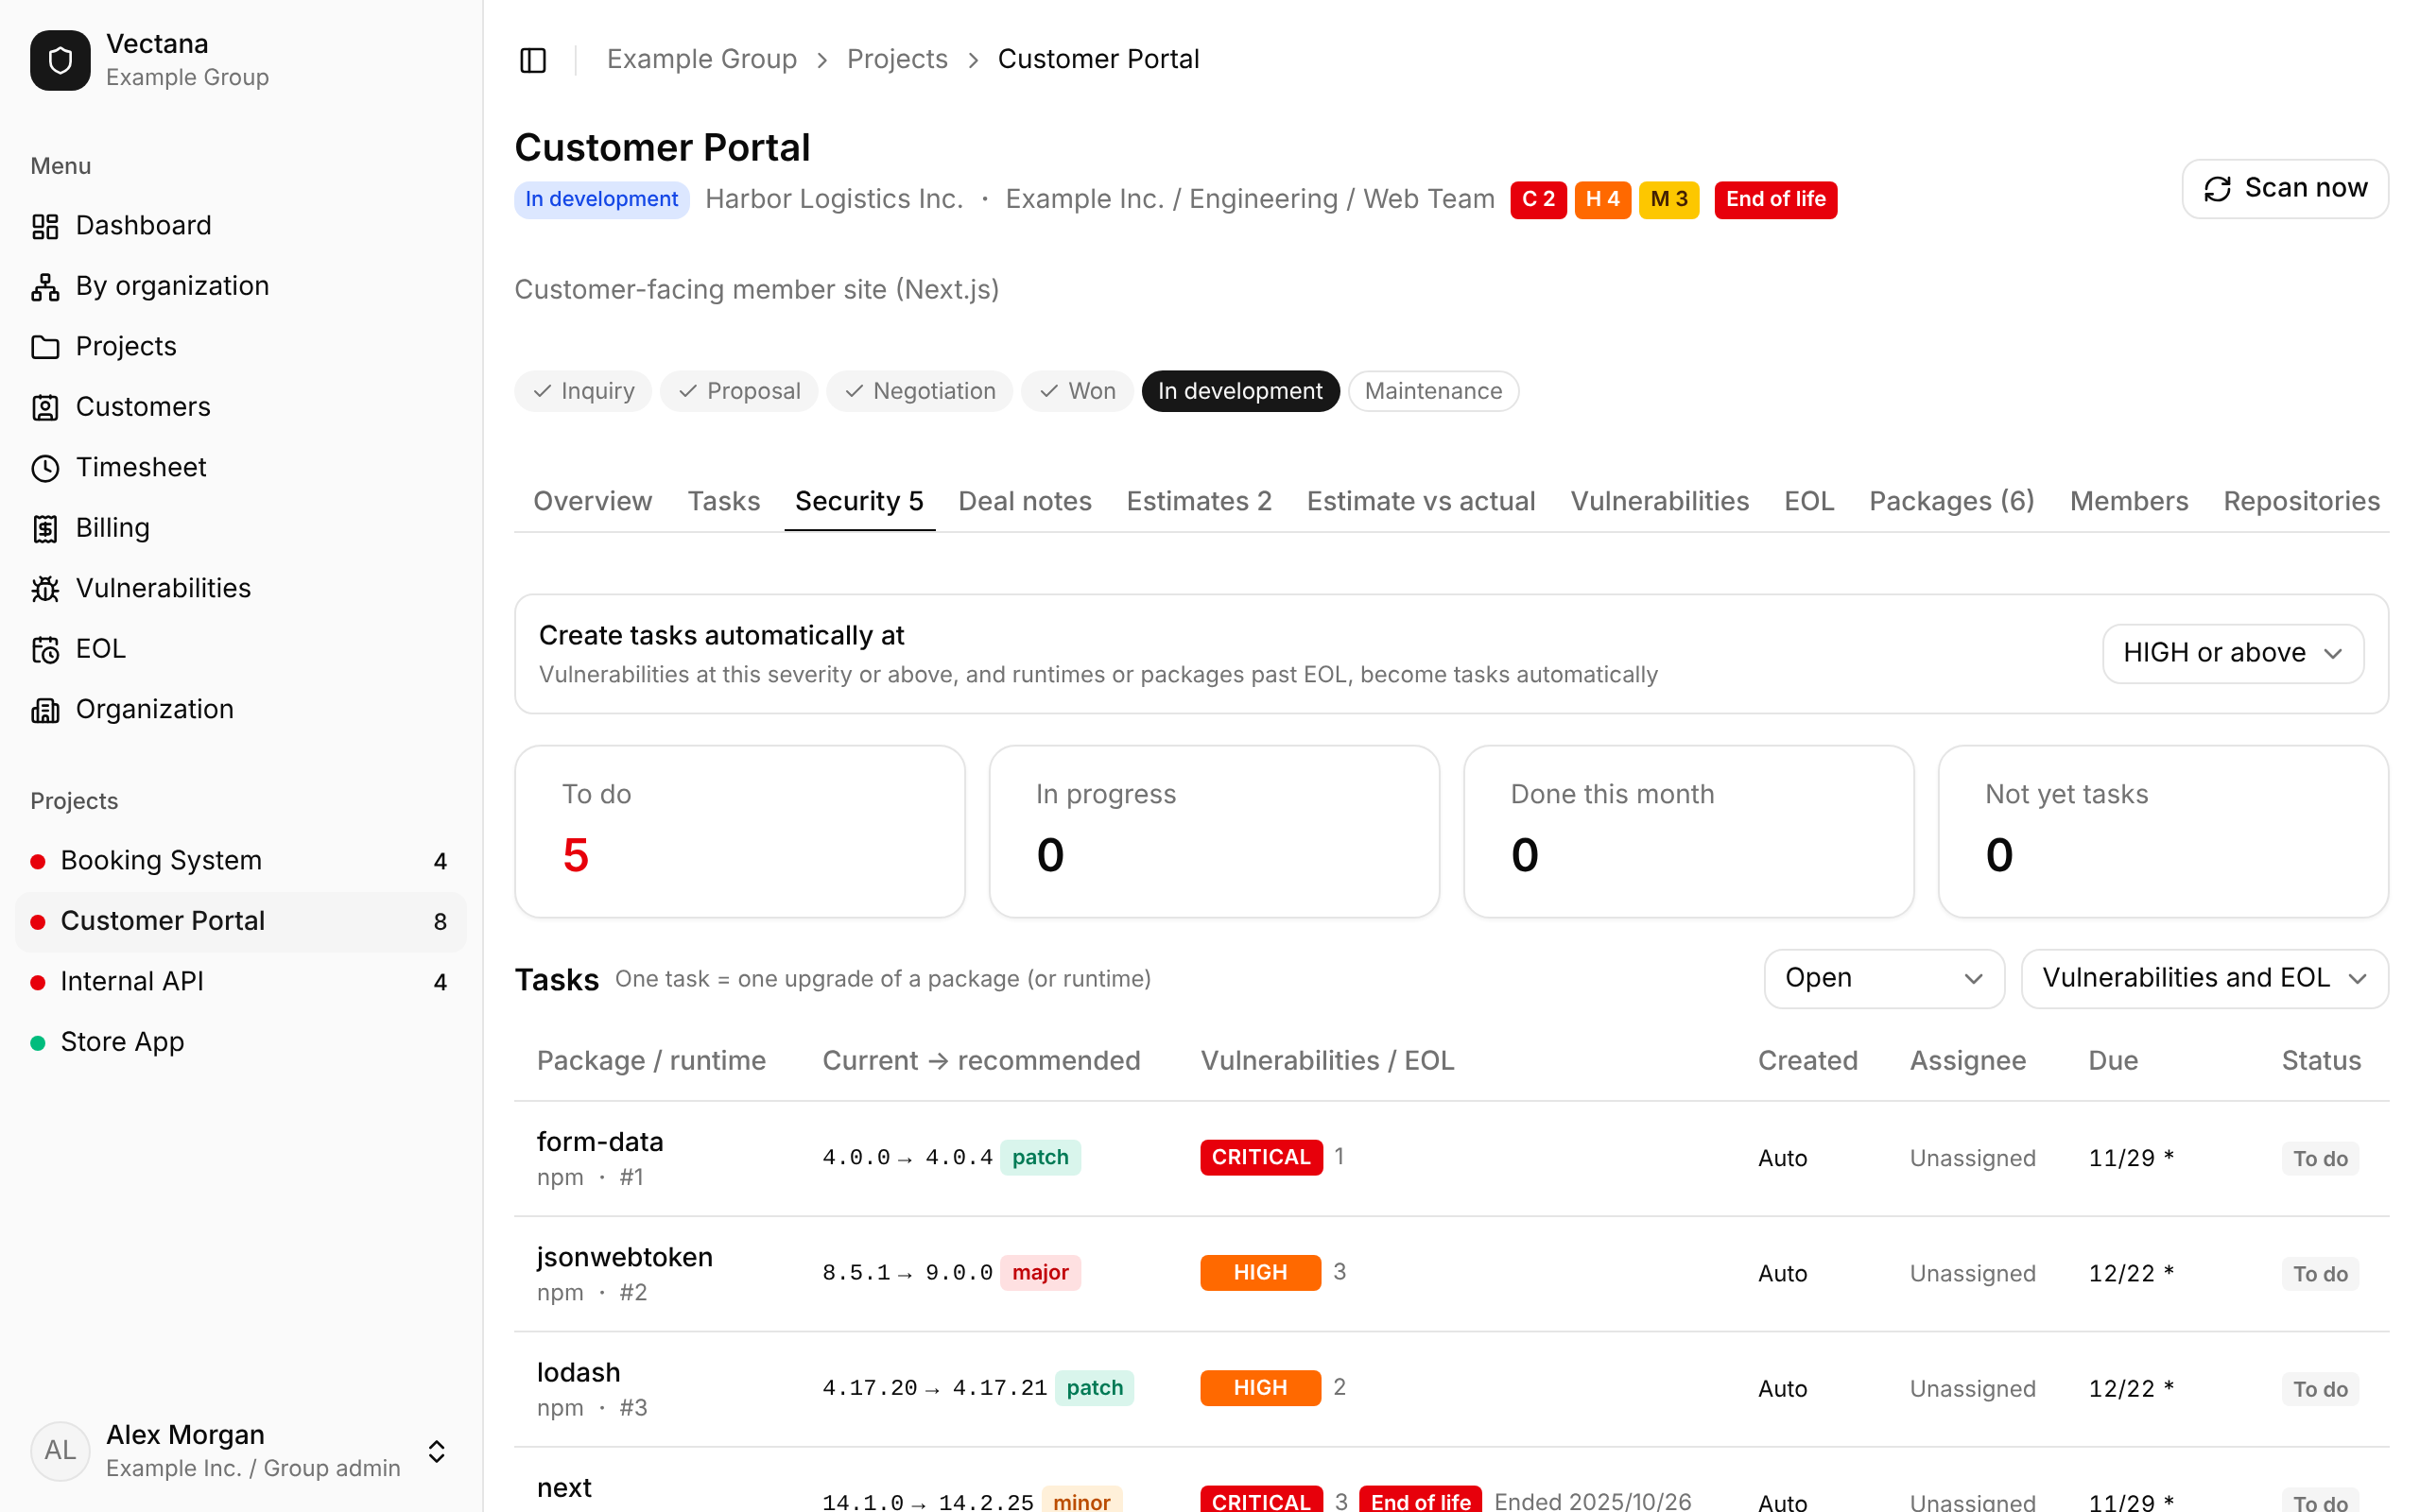 Vectana
Example Group
Menu
Dashboard
By organization
Projects
Customers
Timesheet
Billing
Vulnerabilities
EOL
Organization
Projects
Booking System 4
Customer Portal 8
Internal API 4
Store App
AL
Alex Morgan
Example Inc. / Group admin
Example Group > Projects > Customer Portal
Customer Portal
In development Harbor Logistics Inc. · Example Inc. / Engineering / Web Team C 2 H 4 M 3 End of life
Scan now
Customer-facing member site (Next.js)
Inquiry Proposal Negotiation Won In development Maintenance
Overview Tasks Security 5 Deal notes Estimates 2 Estimate vs actual Vulnerabilities EOL Packages (6) Members Repositories
Create tasks automatically at
Vulnerabilities at this severity or above, and runtimes or packages past EOL, become tasks automatically
HIGH or above
To do
5
In progress
0
Done this month
0
Not yet tasks
0
Tasks One task = one upgrade of a package (or runtime)
Open
Vulnerabilities and EOL
Package / runtime Current → recommended Vulnerabilities / EOL Created Assignee Due Status
form-data
npm · #1
4.0.0 → 4.0.4 patch CRITICAL 1 Auto Unassigned 11/29 * To do
jsonwebtoken
npm · #2
8.5.1 → 9.0.0 major HIGH 3 Auto Unassigned 12/22 * To do
lodash
npm · #3
4.17.20 → 4.17.21 patch HIGH 2 Auto Unassigned 12/22 * To do
next
14.1.0 → 14.2.25 minor CRITICAL 3 End of life Ended 2025/10/26 Auto Unassigned 11/29 * To do